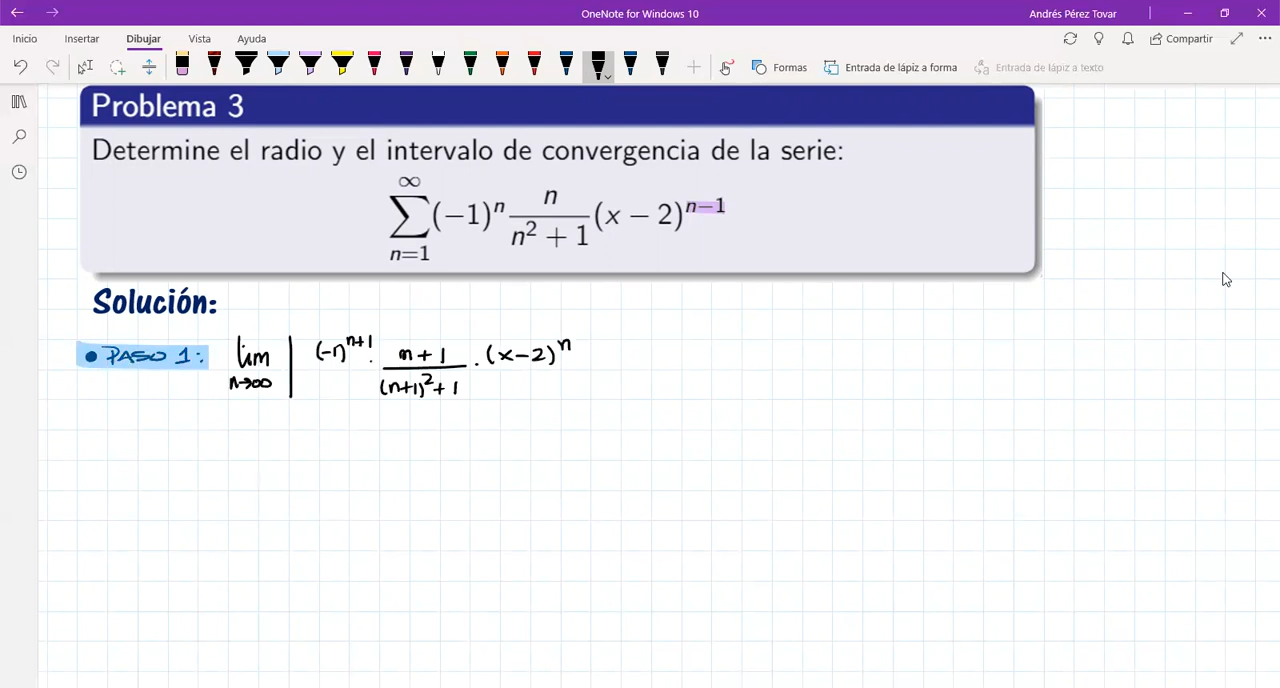 OneNote for Windows 10
Andrés Pérez Tovar
Inicio Insertar Dibujar Vista Ayuda
Compartir
Formas Entrada de lápiz a forma Entrada de lápiz a texto
Problema 3
Determine el radio y el intervalo de convergencia de la serie:
∑_{n=1}^{∞} (−1)^n \frac{n}{n^2 + 1} (x − 2)^{n−1}
Solución:
• PASO 1: lim_{n→∞} | (-1)^{n+1} · \frac{n+1}{(n+1)^2+1} · (x−2)^n